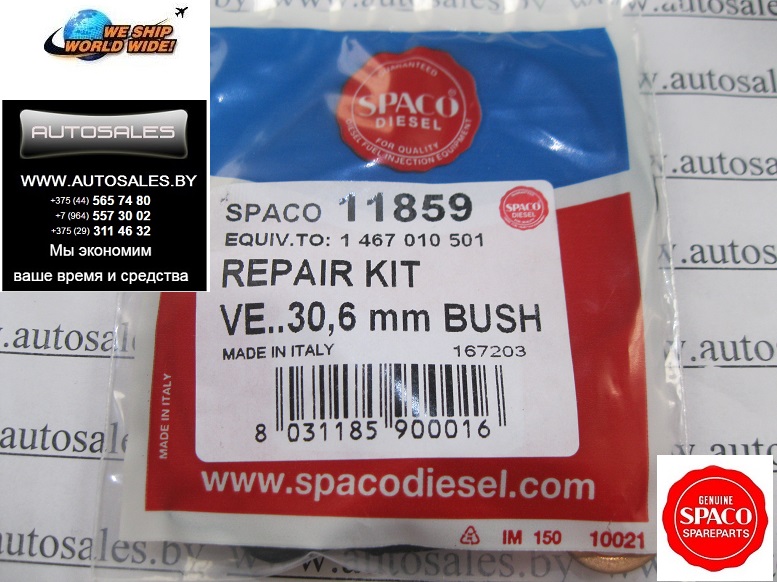 WE SHIP
WORLD WIDE!
AUTOSALES
WWW.AUTOSALES.BY
+375 (44) 565 74 80
+7 (964) 557 30 02
+375 (29) 311 46 32
Мы экономим
ваше время и средства
GUARANTEED
SPACO
DIESEL
FOR QUALITY
DIESEL FUEL INJECTION EQUIPMENT
SPACO 11859
SPACO
DIESEL
EQUIV.TO: 1 467 010 501
REPAIR KIT
VE..30,6 mm BUSH
MADE IN ITALY 167203
8 031185 900016
MADE IN ITALY
www.spacodiesel.com
IM 150 10021
GENUINE
SPACO
SPAREPARTS
www.autosales
w.autosales
.autosa
autosales.by